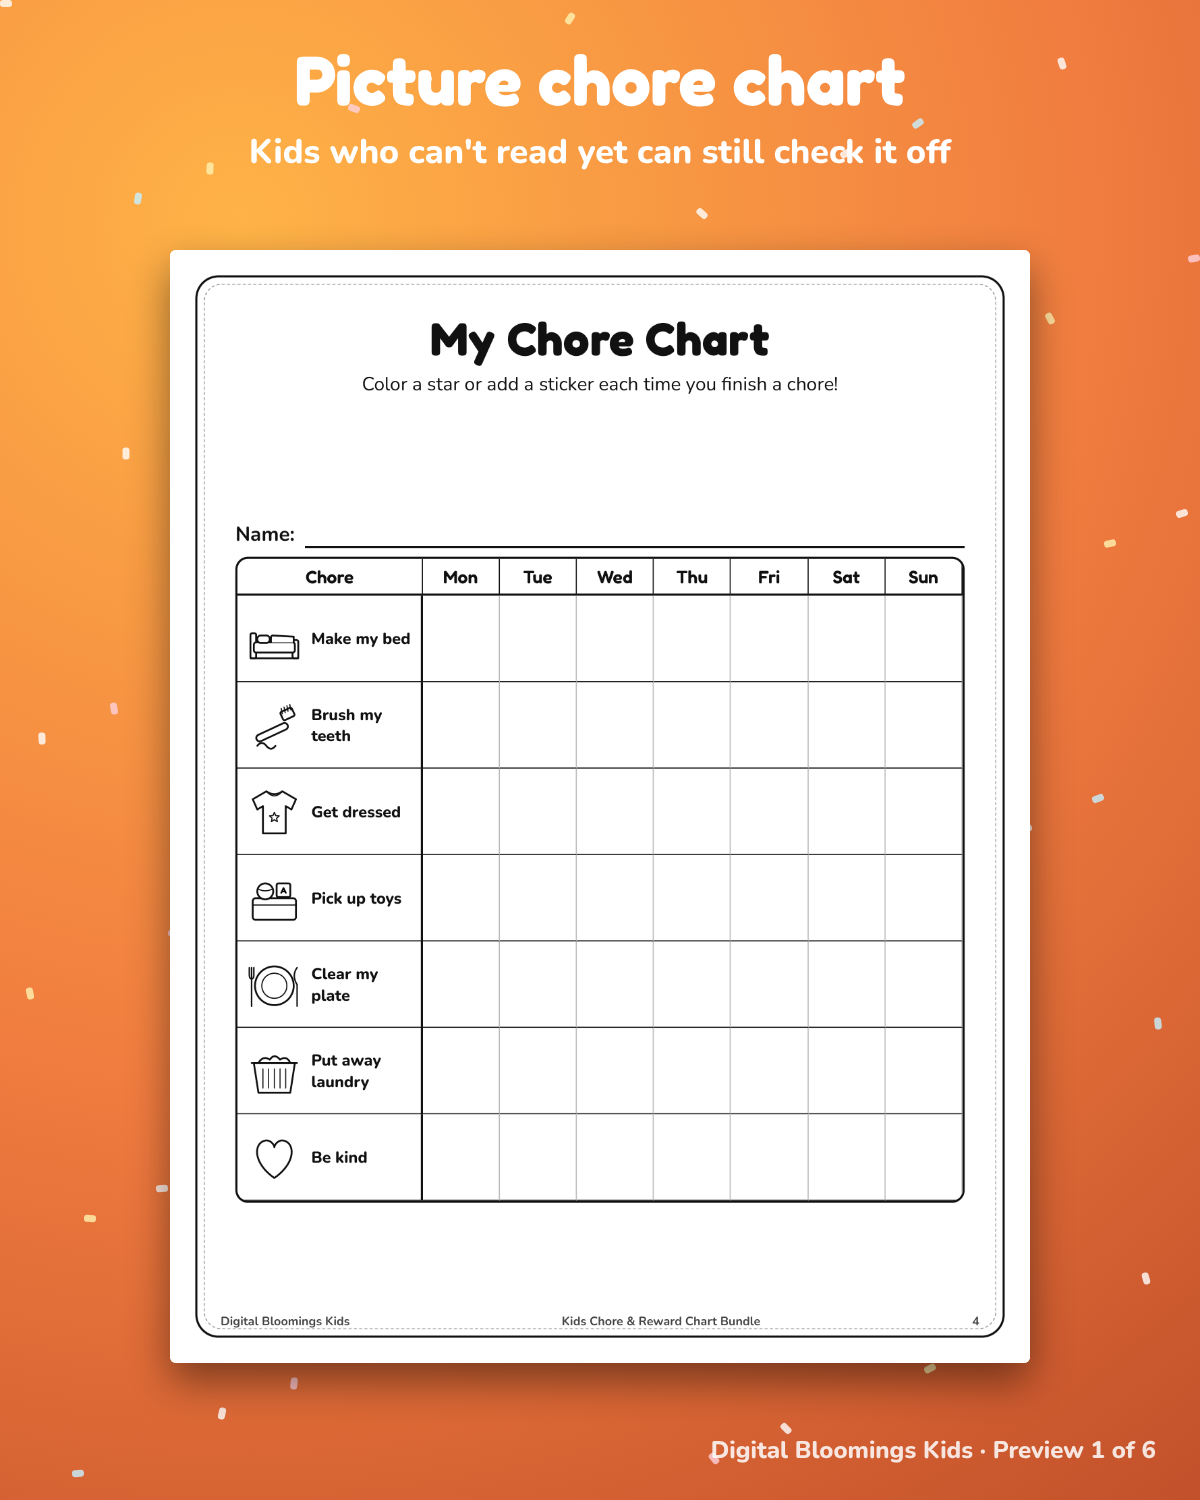 Picture chore chart
Kids who can't read yet can still check it off
My Chore Chart
Color a star or add a sticker each time you finish a chore!
Name:
Chore Mon Tue Wed Thu Fri Sat Sun
Make my bed
Brush my
teeth
Get dressed
A
Pick up toys
Clear my
plate
Put away
laundry
Be kind
Digital Bloomings Kids Kids Chore & Reward Chart Bundle 4
Digital Bloomings Kids · Preview 1 of 6